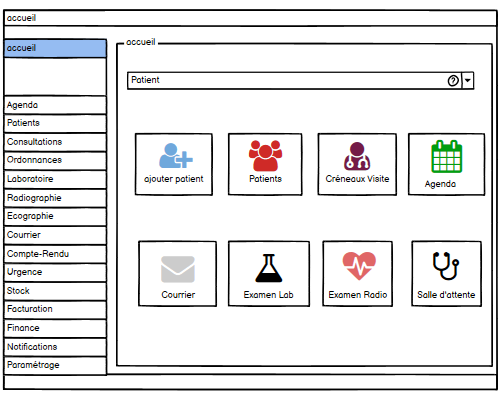 accueil
accueil
Agenda
Patients
Consultations
Ordonnances
Laboratoire
Radiographie
Ecographie
Courrier
Compte-Rendu
Urgence
Stock
Facturation
Finance
Notifications
Paramétrage
accueil
Patient ?
ajouter patient
Patients
Créneaux Visite
Agenda
Courrier
Examen Lab
Examen Radio
Salle d'attente